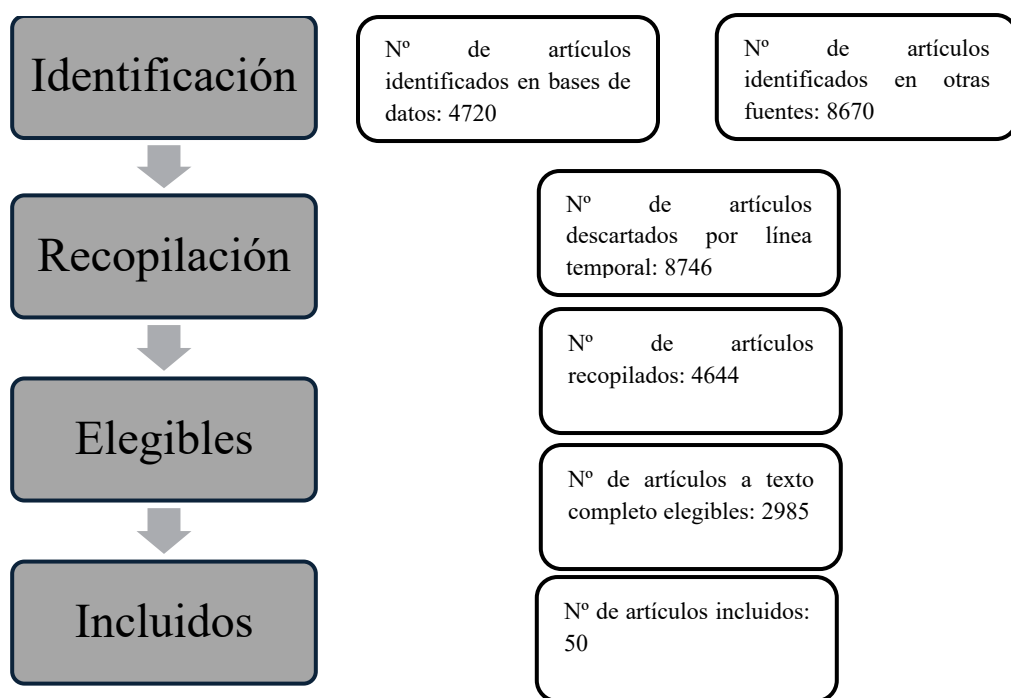 Identificación
Nº de artículos
identificados en bases de
datos: 4720
Nº de artículos
identificados en otras
fuentes: 8670
Recopilación
Nº de artículos
descartados por línea
temporal: 8746
Nº de artículos
recopilados: 4644
Elegibles
Nº de artículos a texto
completo elegibles: 2985
Incluidos
Nº de artículos incluidos:
50